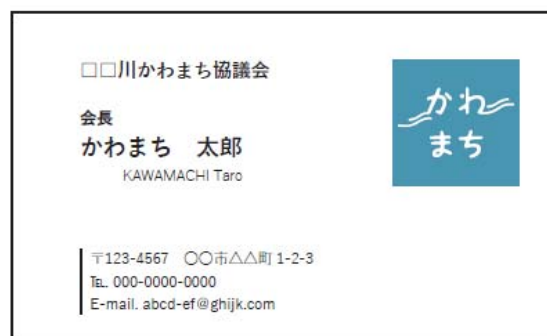 □□川かわまち協議会
会長
かわまち　太郎
KAWAMACHI Taro
かわ
まち
〒123-4567　〇〇市△△町 1-2-3
℡. 000-0000-0000
E-mail. abcd-ef@ghijk.com